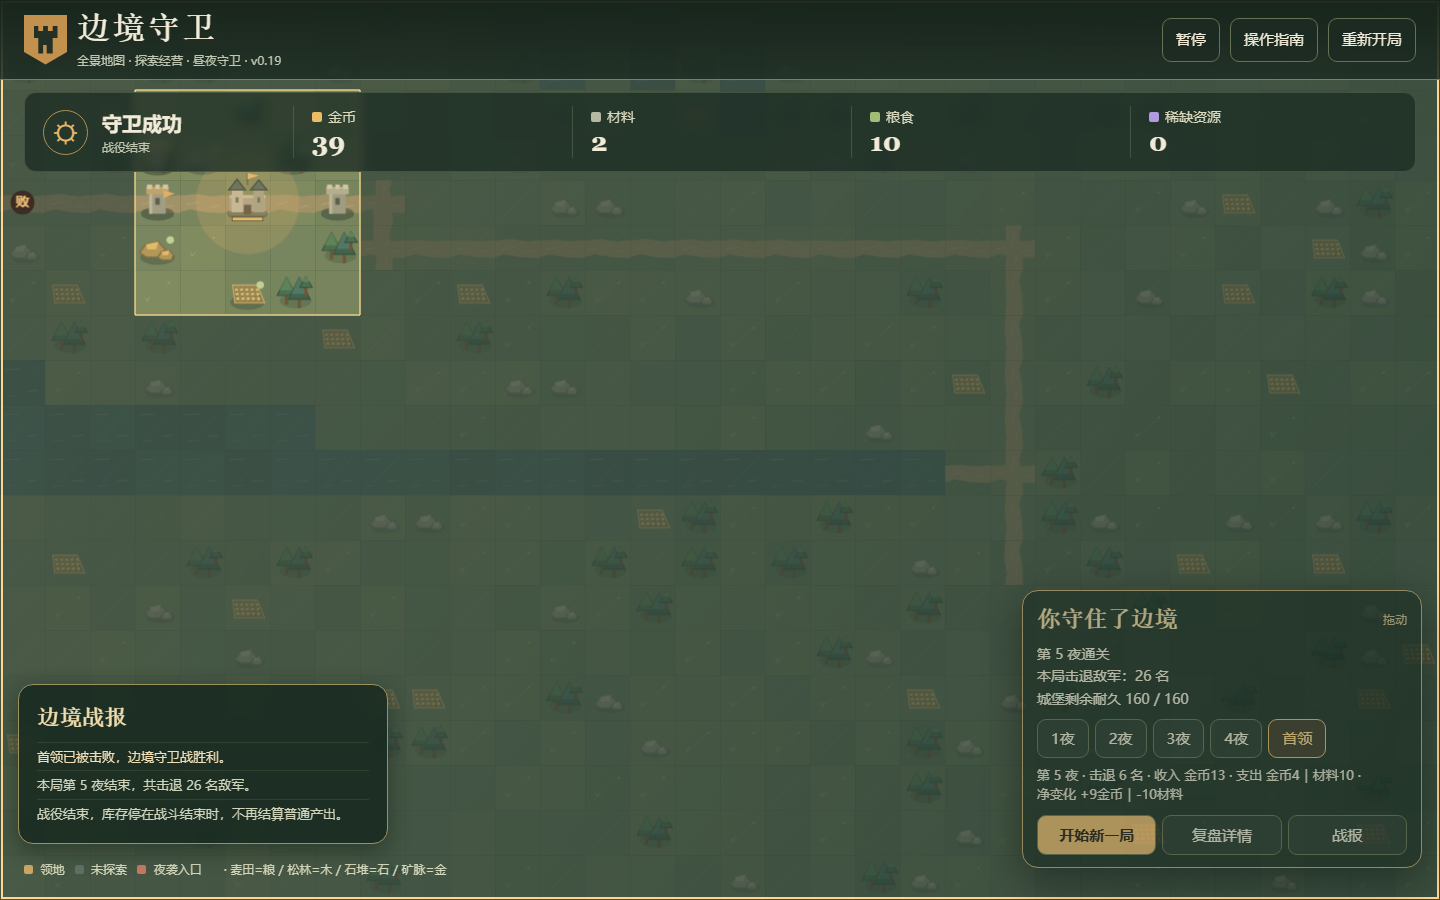 边境守卫
全景地图 · 探索经营 · 昼夜守卫 · v0.19
暂停
操作指南
重新开局
守卫成功
战役结束
金币
39
材料
2
粮食
10
稀缺资源
0
败
你守住了边境
拖动
第 5 夜通关
本局击退敌军：26 名
城堡剩余耐久 160 / 160
1夜
2夜
3夜
4夜
首领
第 5 夜 · 击退 6 名 · 收入 金币13 · 支出 金币4 | 材料10 ·
净变化 +9金币 | -10材料
开始新一局
复盘详情
战报
边境战报
首领已被击败，边境守卫战胜利。
本局第 5 夜结束，共击退 26 名敌军。
战役结束，库存停在战斗结束时，不再结算普通产出。
领地
未探索
夜袭入口
· 麦田=粮 / 松林=木 / 石堆=石 / 矿脉=金